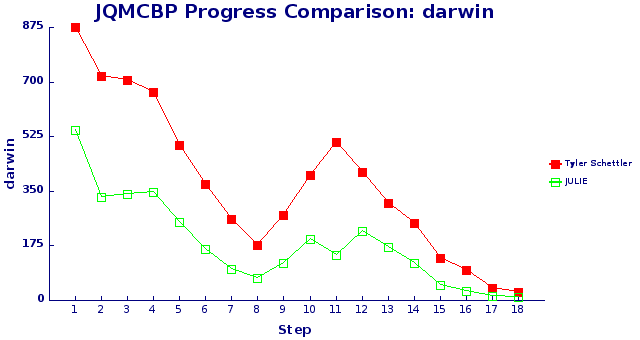 JQMCBP Progress Comparison: darwin
875
700
525
350
175
0
darwin
1 2 3 4 5 6 7 8 9 10 11 12 13 14 15 16 17 18
Step
Tyler Schettler
JULIE